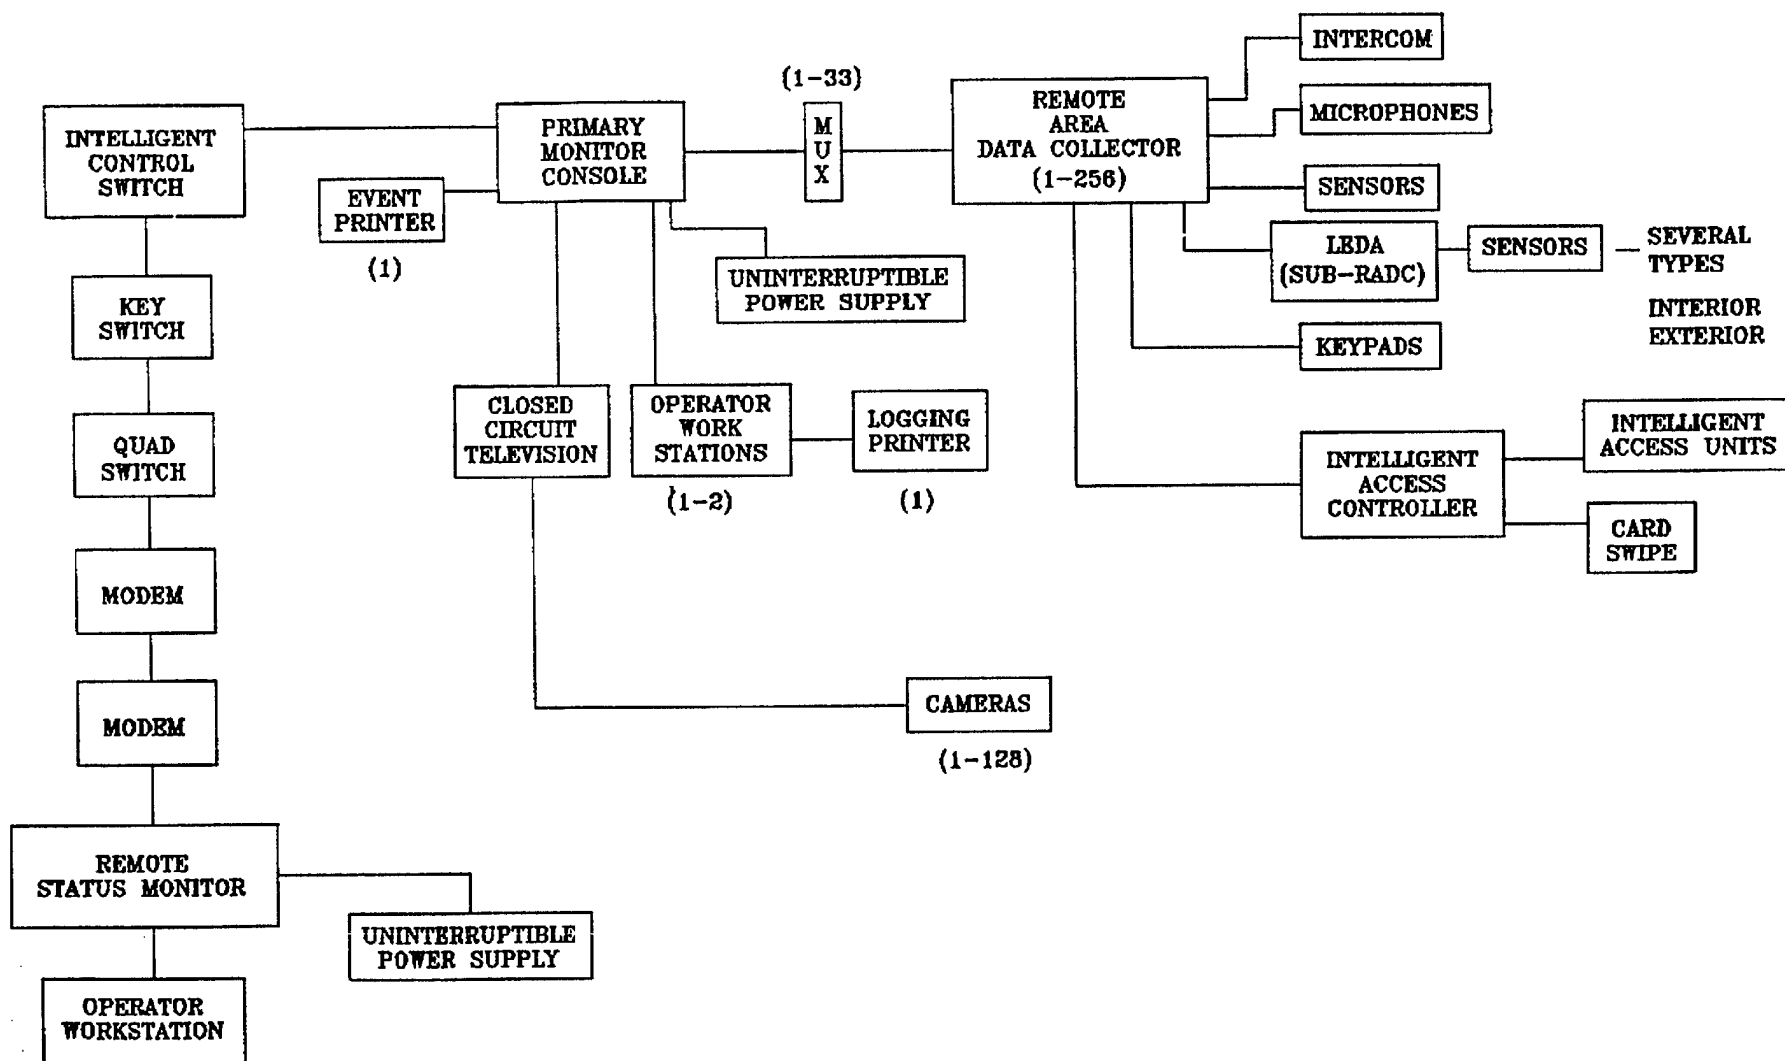 INTELLIGENT
CONTROL
SWITCH
KEY
SWITCH
QUAD
SWITCH
MODEM
MODEM
REMOTE
STATUS MONITOR
OPERATOR
WORKSTATION
UNINTERRUPTIBLE
POWER SUPPLY
EVENT
PRINTER
(1)
PRIMARY
MONITOR
CONSOLE
UNINTERRUPTIBLE
POWER SUPPLY
CLOSED
CIRCUIT
TELEVISION
OPERATOR
WORK
STATIONS
(1-2)
LOGGING
PRINTER
(1)
CAMERAS
(1-128)
(1-33)
M
U
X
REMOTE
AREA
DATA COLLECTOR
(1-256)
INTERCOM
MICROPHONES
SENSORS
LEDA
(SUB-RADC)
SENSORS
SEVERAL
TYPES
INTERIOR
EXTERIOR
KEYPADS
INTELLIGENT
ACCESS
CONTROLLER
INTELLIGENT
ACCESS UNITS
CARD
SWIPE